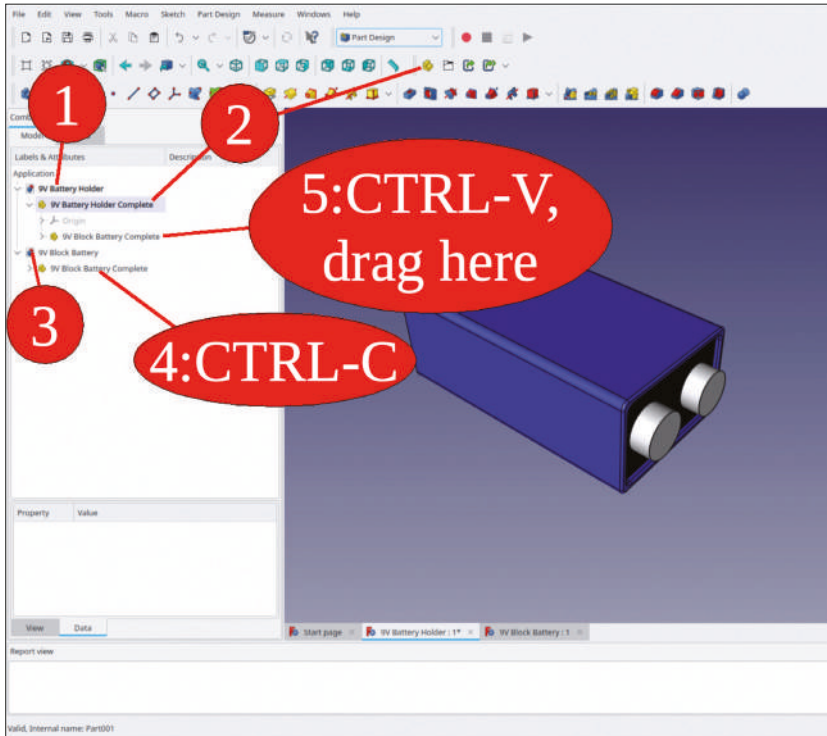 File Edit View Tools Macro Sketch Part Design Measure Windows Help
Part Design
1
2
Model
Labels & Attributes Description
Application
9V Battery Holder
9V Battery Holder Complete
Origin
9V Block Battery Complete
9V Block Battery
9V Block Battery Complete
5:CTRL-V,
drag here
3
4:CTRL-C
Property Value
View Data
Start page 9V Battery Holder : 1* 9V Block Battery : 1
Report view
Valid, Internal name: Part001